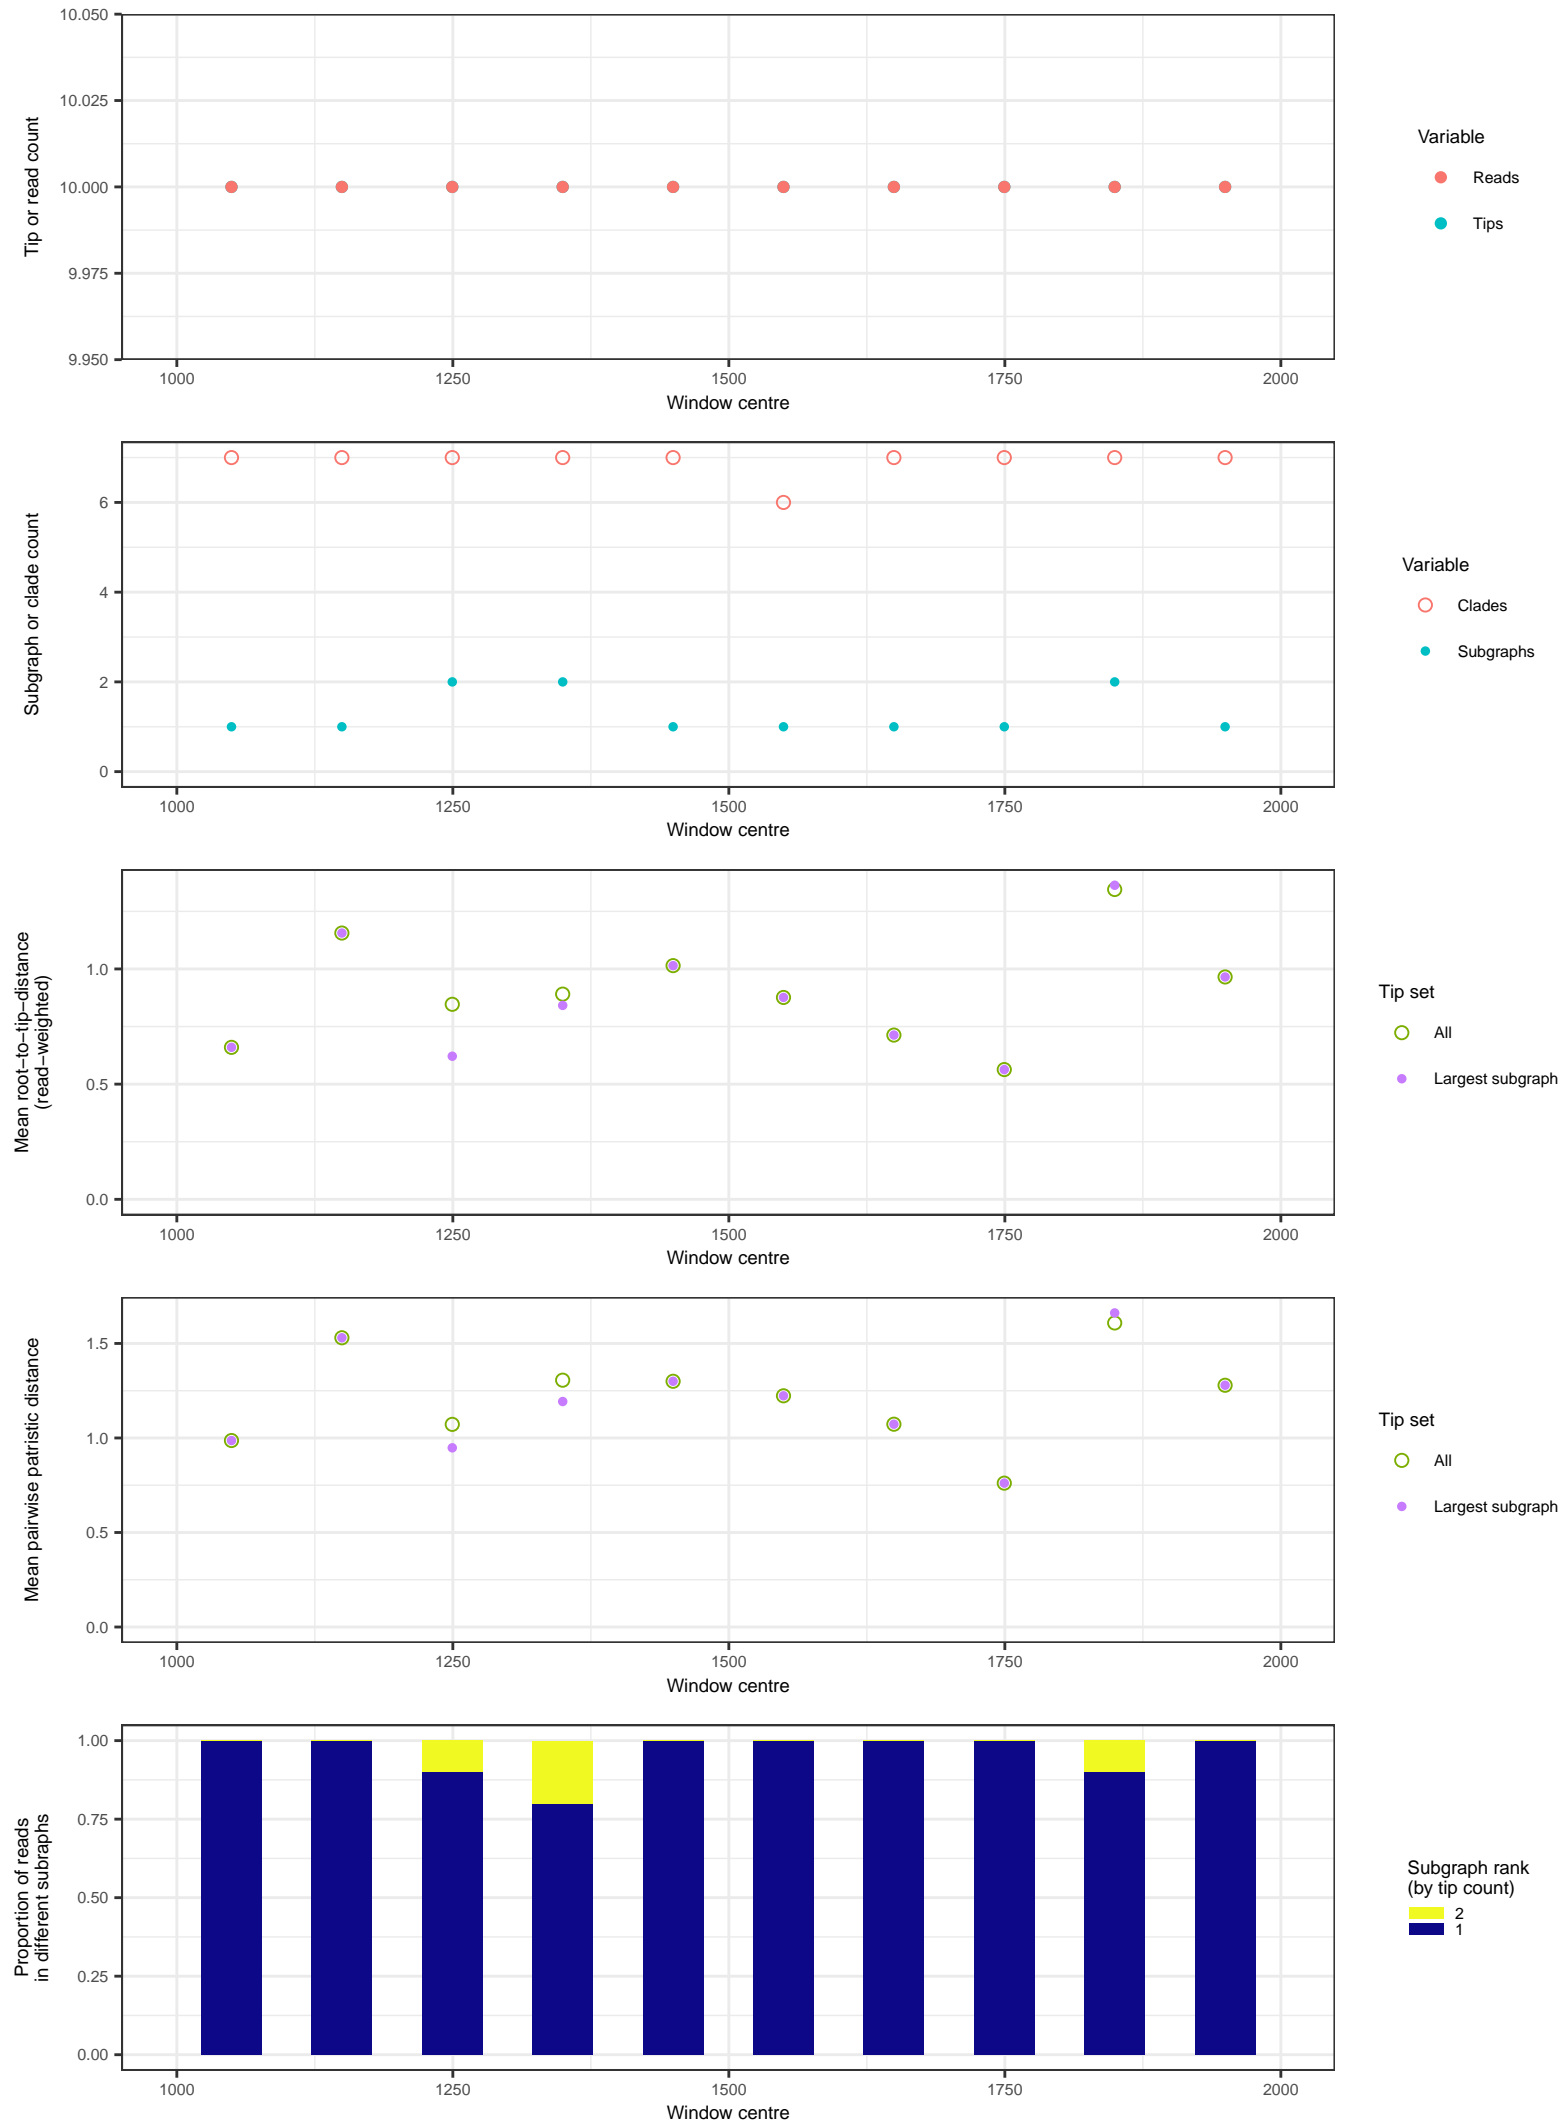 10.050
10.025
10.000
9.975
9.950
Tip or read count
1000 1250 1500 1750 2000
Window centre
Variable
Reads
Tips
6
4
2
0
Subgraph or clade count
1000 1250 1500 1750 2000
Window centre
Variable
Clades
Subgraphs
1.0
0.5
0.0
Mean root−to−tip−distance
(read−weighted)
1000 1250 1500 1750 2000
Window centre
Tip set
All
Largest subgraph
1.5
1.0
0.5
0.0
Mean pairwise patristic distance
1000 1250 1500 1750 2000
Window centre
Tip set
All
Largest subgraph
1.00
0.75
0.50
0.25
0.00
Proportion of reads
in different subraphs
1000 1250 1500 1750 2000
Window centre
Subgraph rank
(by tip count)
2
1